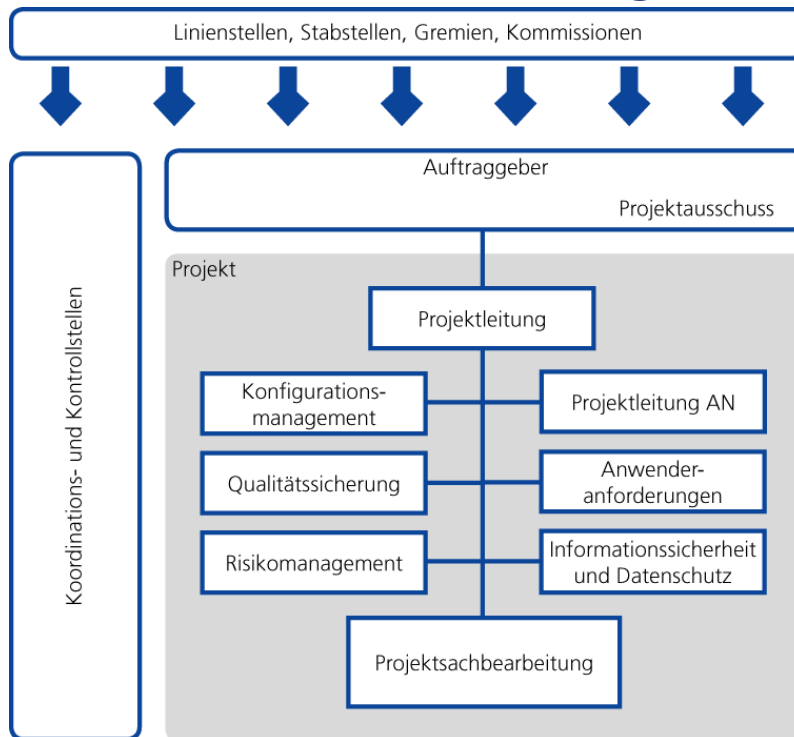 Linienstellen, Stabstellen, Gremien, Kommissionen
Koordinations- und Kontrollstellen
Auftraggeber
Projektausschuss
Projekt
Projektleitung
Konfigurations-
management
Projektleitung AN
Qualitätssicherung
Anwender-
anforderungen
Risikomanagement
Informationssicherheit
und Datenschutz
Projektsachbearbeitung